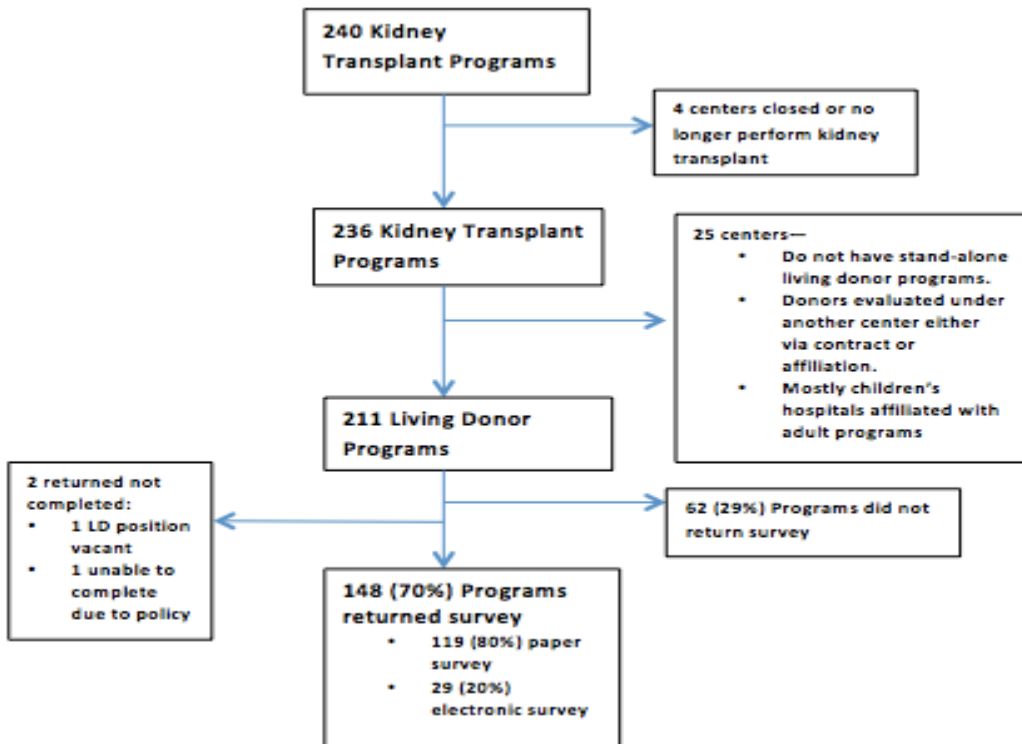 240 Kidney
Transplant Programs
4 centers closed or no
longer perform kidney
transplant
236 Kidney Transplant
Programs
25 centers—
• Do not have stand-alone
living donor programs.
• Donors evaluated under
another center either
via contract or
affiliation.
• Mostly children's
hospitals affiliated with
adult programs
211 Living Donor
Programs
2 returned not
completed:
• 1 LD position
vacant
• 1 unable to
complete
due to policy
62 (29%) Programs did not
return survey
148 (70%) Programs
returned survey
• 119 (80%) paper
survey
• 29 (20%)
electronic survey